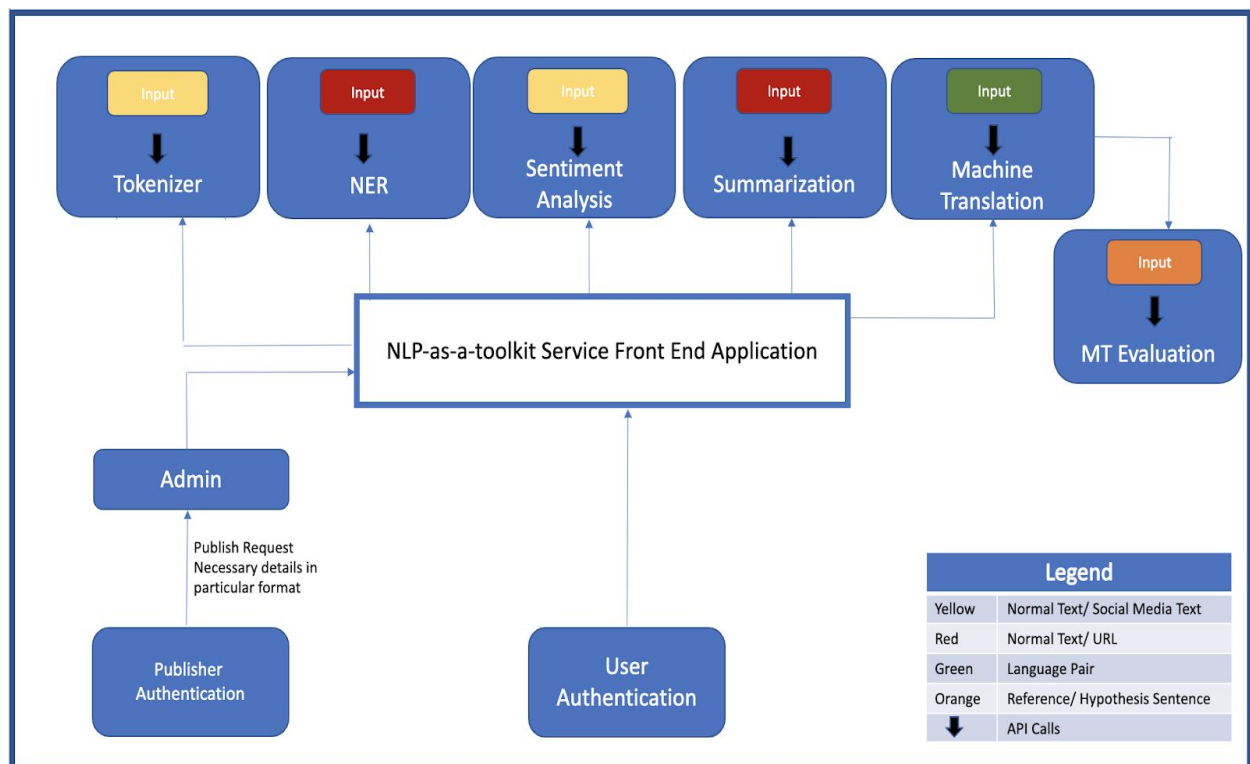 Input
Tokenizer
Input
NER
Input
Sentiment
Analysis
Input
Summarization
Input
Machine
Translation
Input
MT Evaluation
NLP-as-a-toolkit Service Front End Application
Admin
Publish Request
Necessary details in
particular format
Publisher
Authentication
User
Authentication
Legend
Yellow Normal Text/ Social Media Text
Red Normal Text/ URL
Green Language Pair
Orange Reference/ Hypothesis Sentence
API Calls